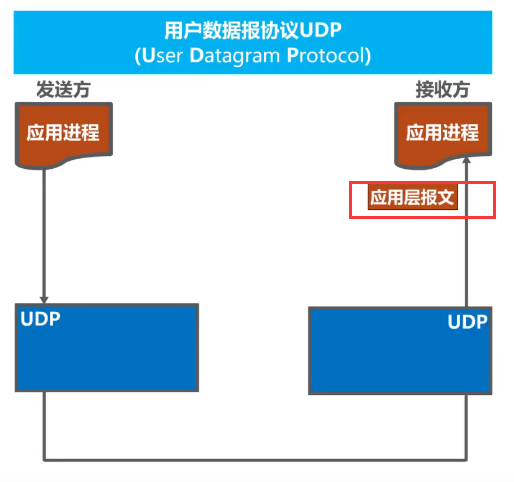 用户数据报协议UDP
(User Datagram Protocol)
发送方
接收方
应用进程
应用进程
应用层报文
UDP
UDP